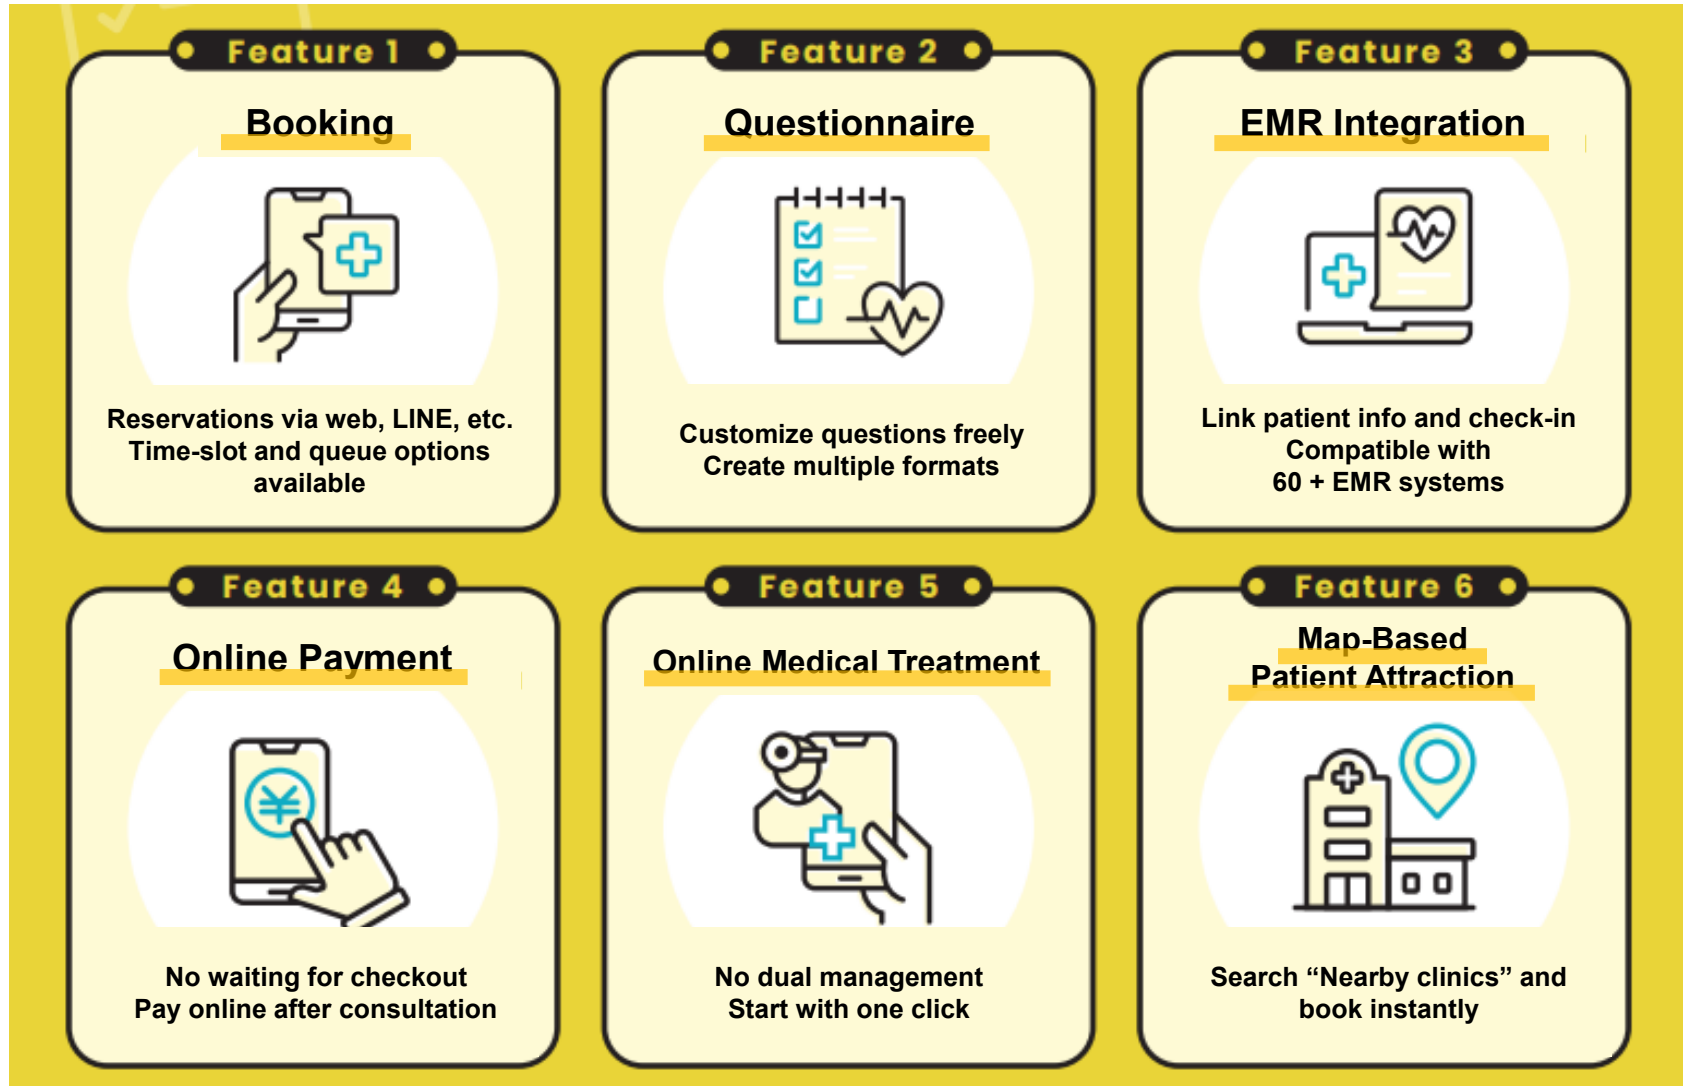 Feature 1
Booking
Reservations via web, LINE, etc.
Time-slot and queue options
available
Feature 2
Questionnaire
Customize questions freely
Create multiple formats
Feature 3
EMR Integration
Link patient info and check-in
Compatible with
60 + EMR systems
Feature 4
Online Payment
¥
No waiting for checkout
Pay online after consultation
Feature 5
Online Medical Treatment
No dual management
Start with one click
Feature 6
Map-Based
Patient Attraction
Search “Nearby clinics” and
book instantly